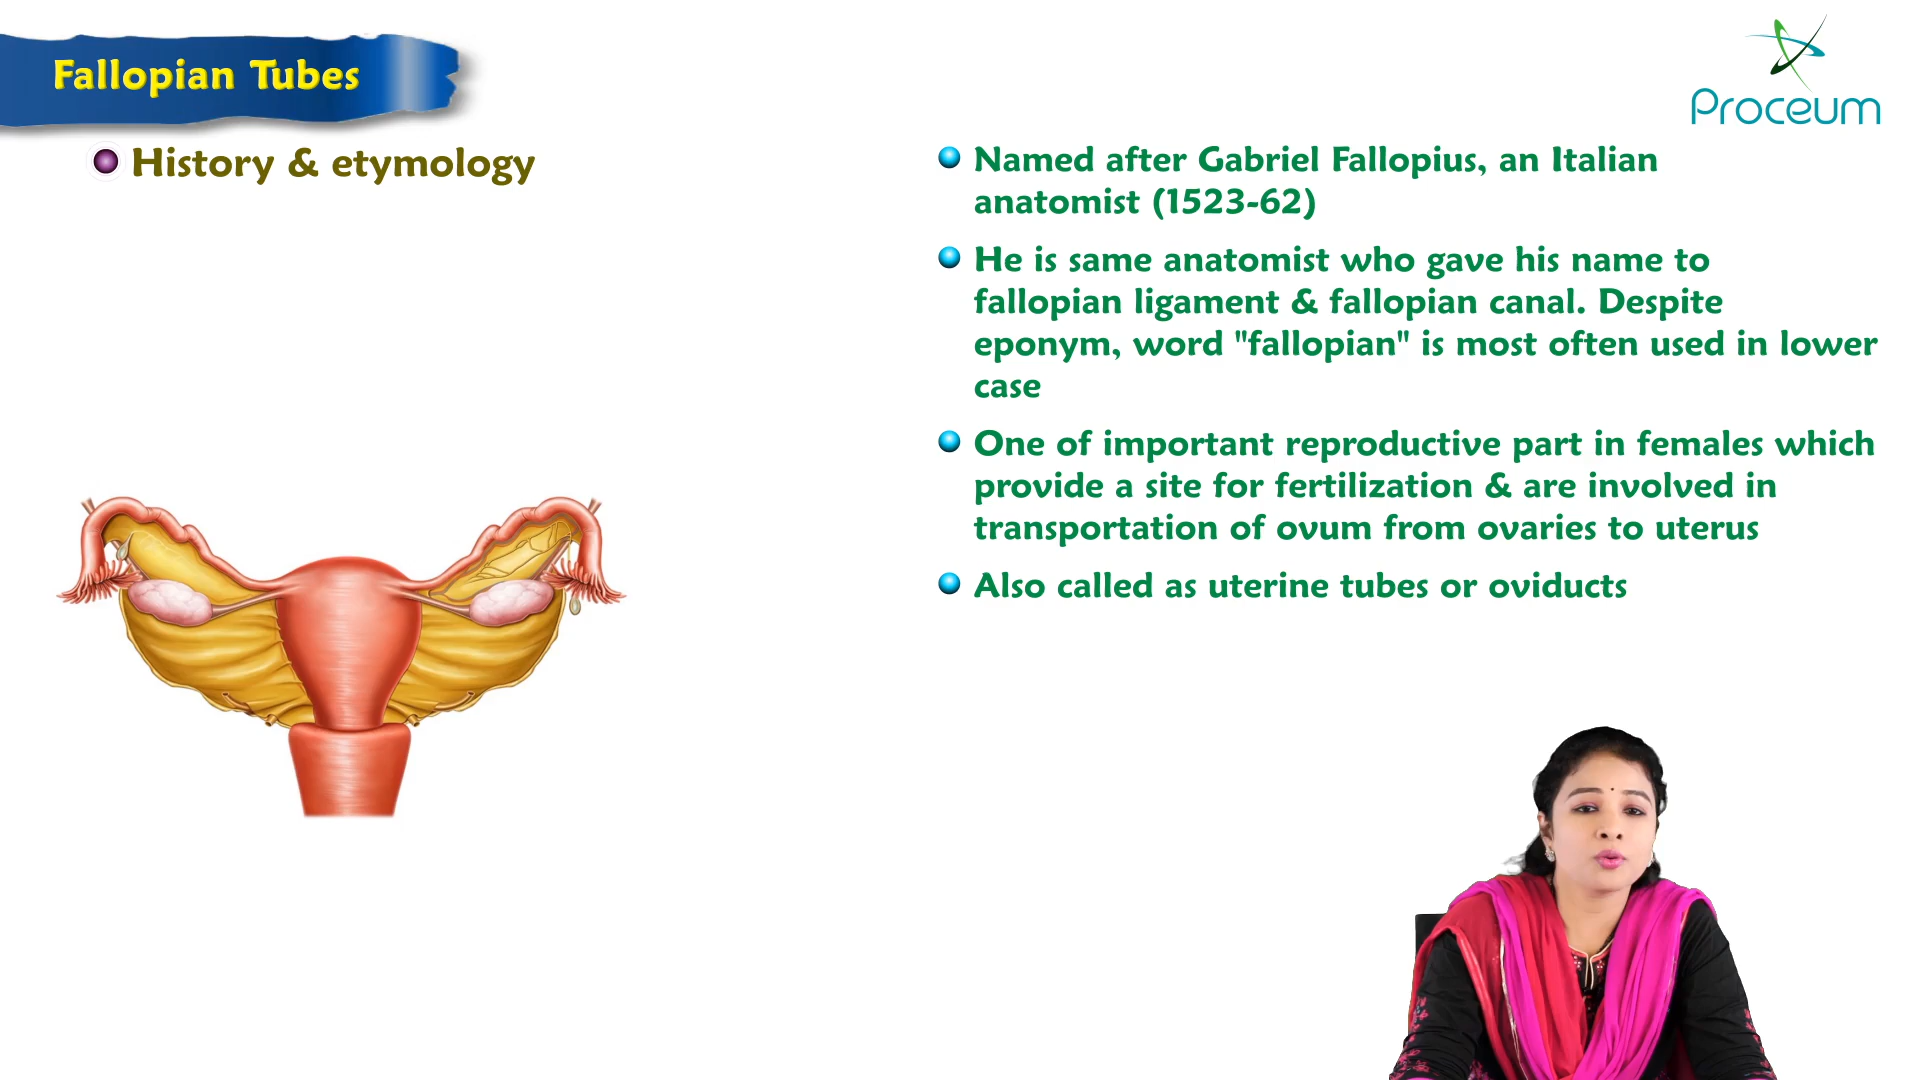 Fallopian Tubes
Proceum
History & etymology
Named after Gabriel Fallopius, an Italian
anatomist (1523-62)
He is same anatomist who gave his name to
fallopian ligament & fallopian canal. Despite
eponym, word "fallopian" is most often used in lower
case
One of important reproductive part in females which
provide a site for fertilization & are involved in
transportation of ovum from ovaries to uterus
Also called as uterine tubes or oviducts